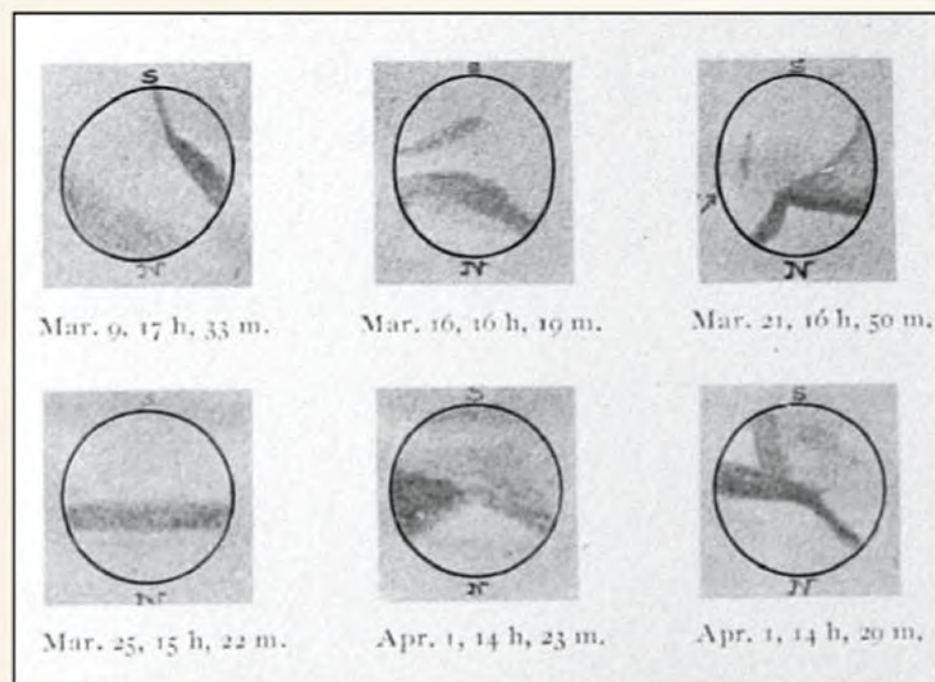 S S S
N N N
Mar. 9, 17 h, 33 m. Mar. 16, 16 h, 19 m. Mar. 21, 16 h, 50 m.
S S S
N N N
Mar. 25, 15 h, 22 m. Apr. 1, 14 h, 23 m. Apr. 1, 14 h, 29 m.